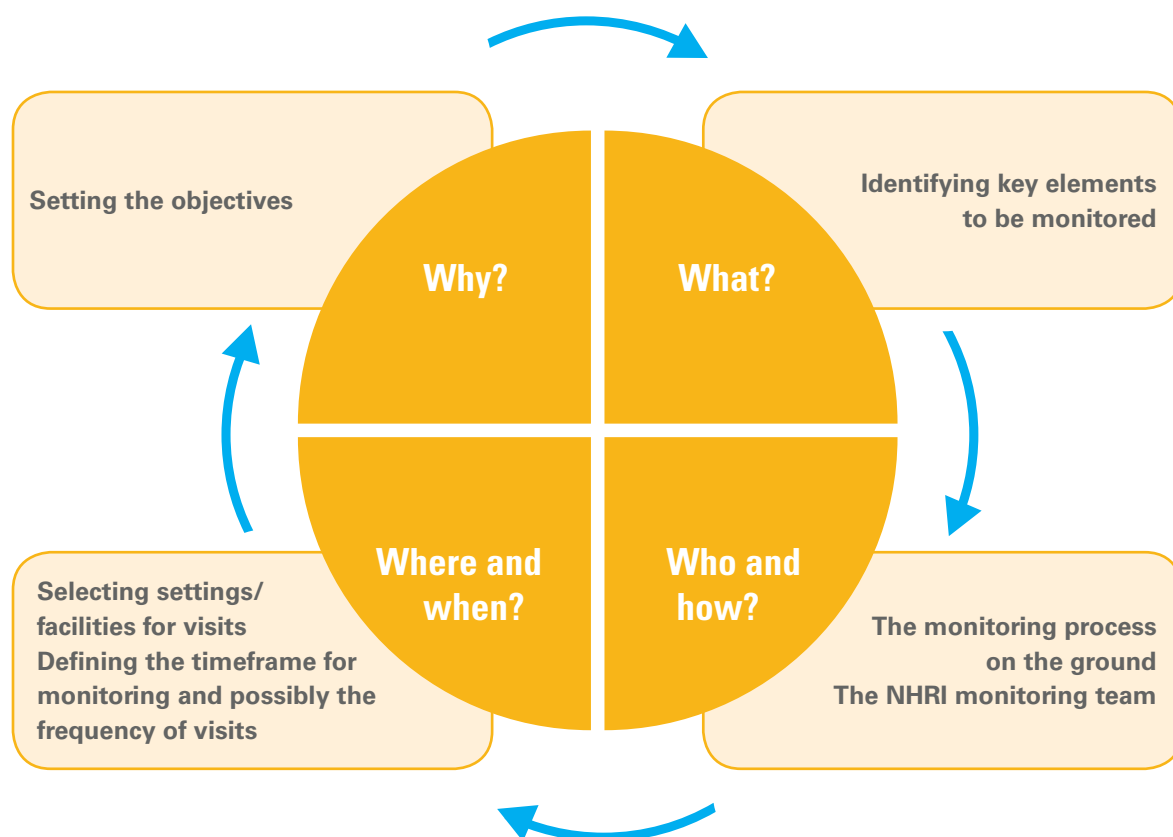 Setting the objectives
Why?
What?
Identifying key elements
to be monitored
Selecting settings/
facilities for visits
Defining the timeframe for
monitoring and possibly the
frequency of visits
Where and
when?
Who and
how?
The monitoring process
on the ground
The NHRI monitoring team